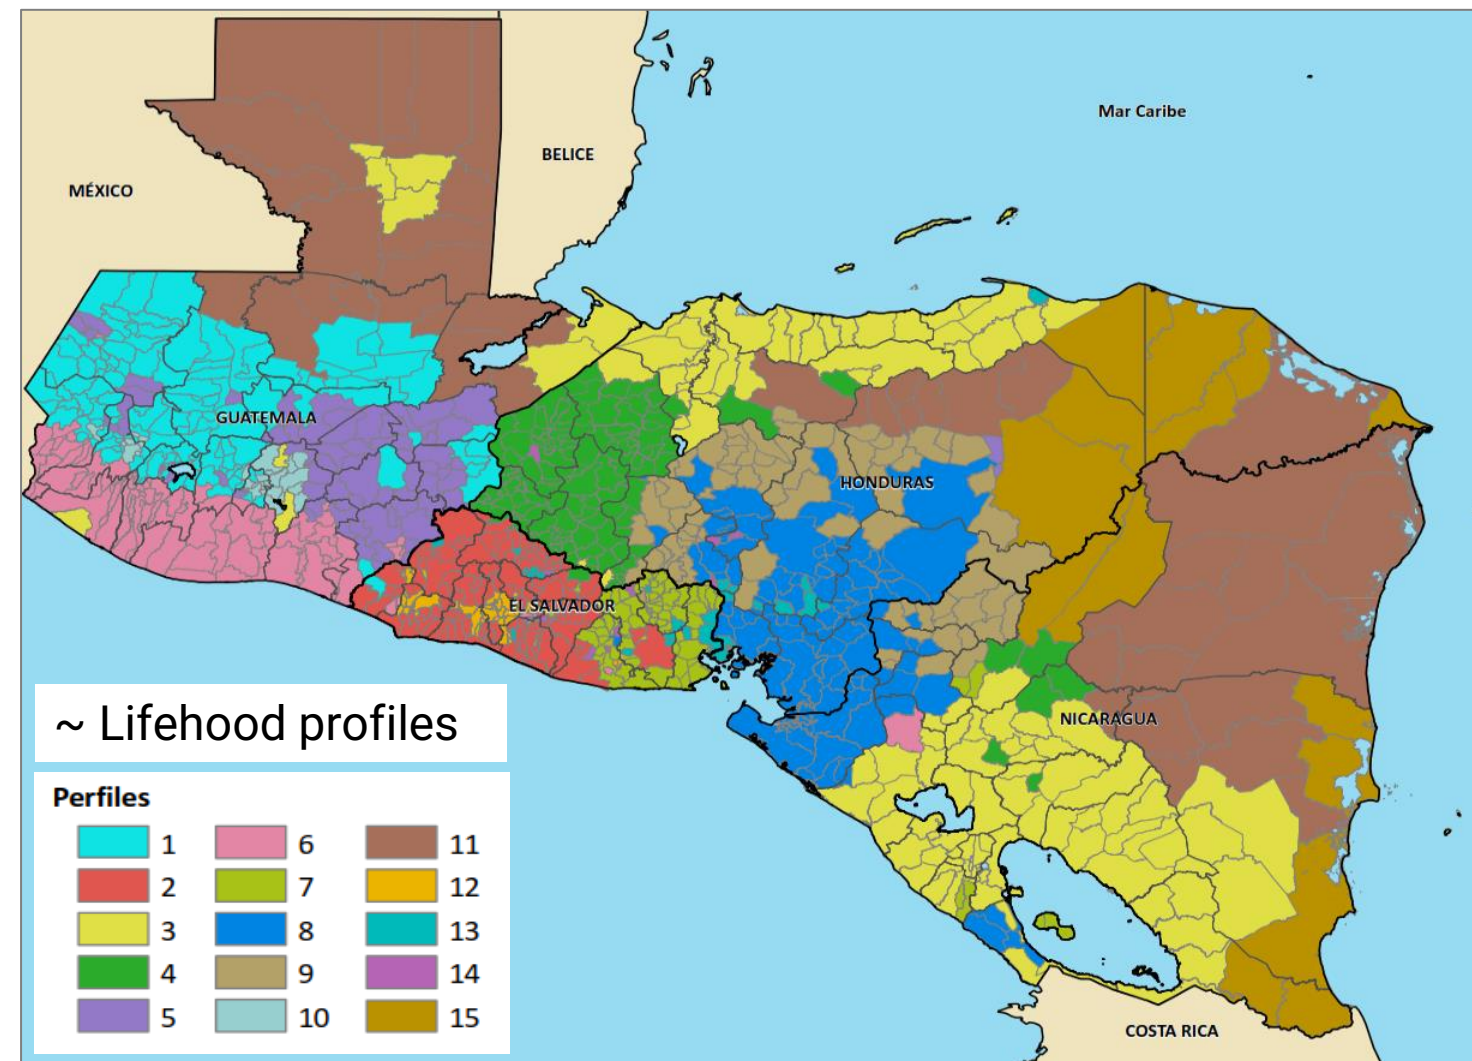 Mar Caribe
BELICE
MÉXICO
GUATEMALA
HONDURAS
EL SALVADOR
NICARAGUA
COSTA RICA
~ Lifehood profiles
Perfiles
1 6 11
2 7 12
3 8 13
4 9 14
5 10 15